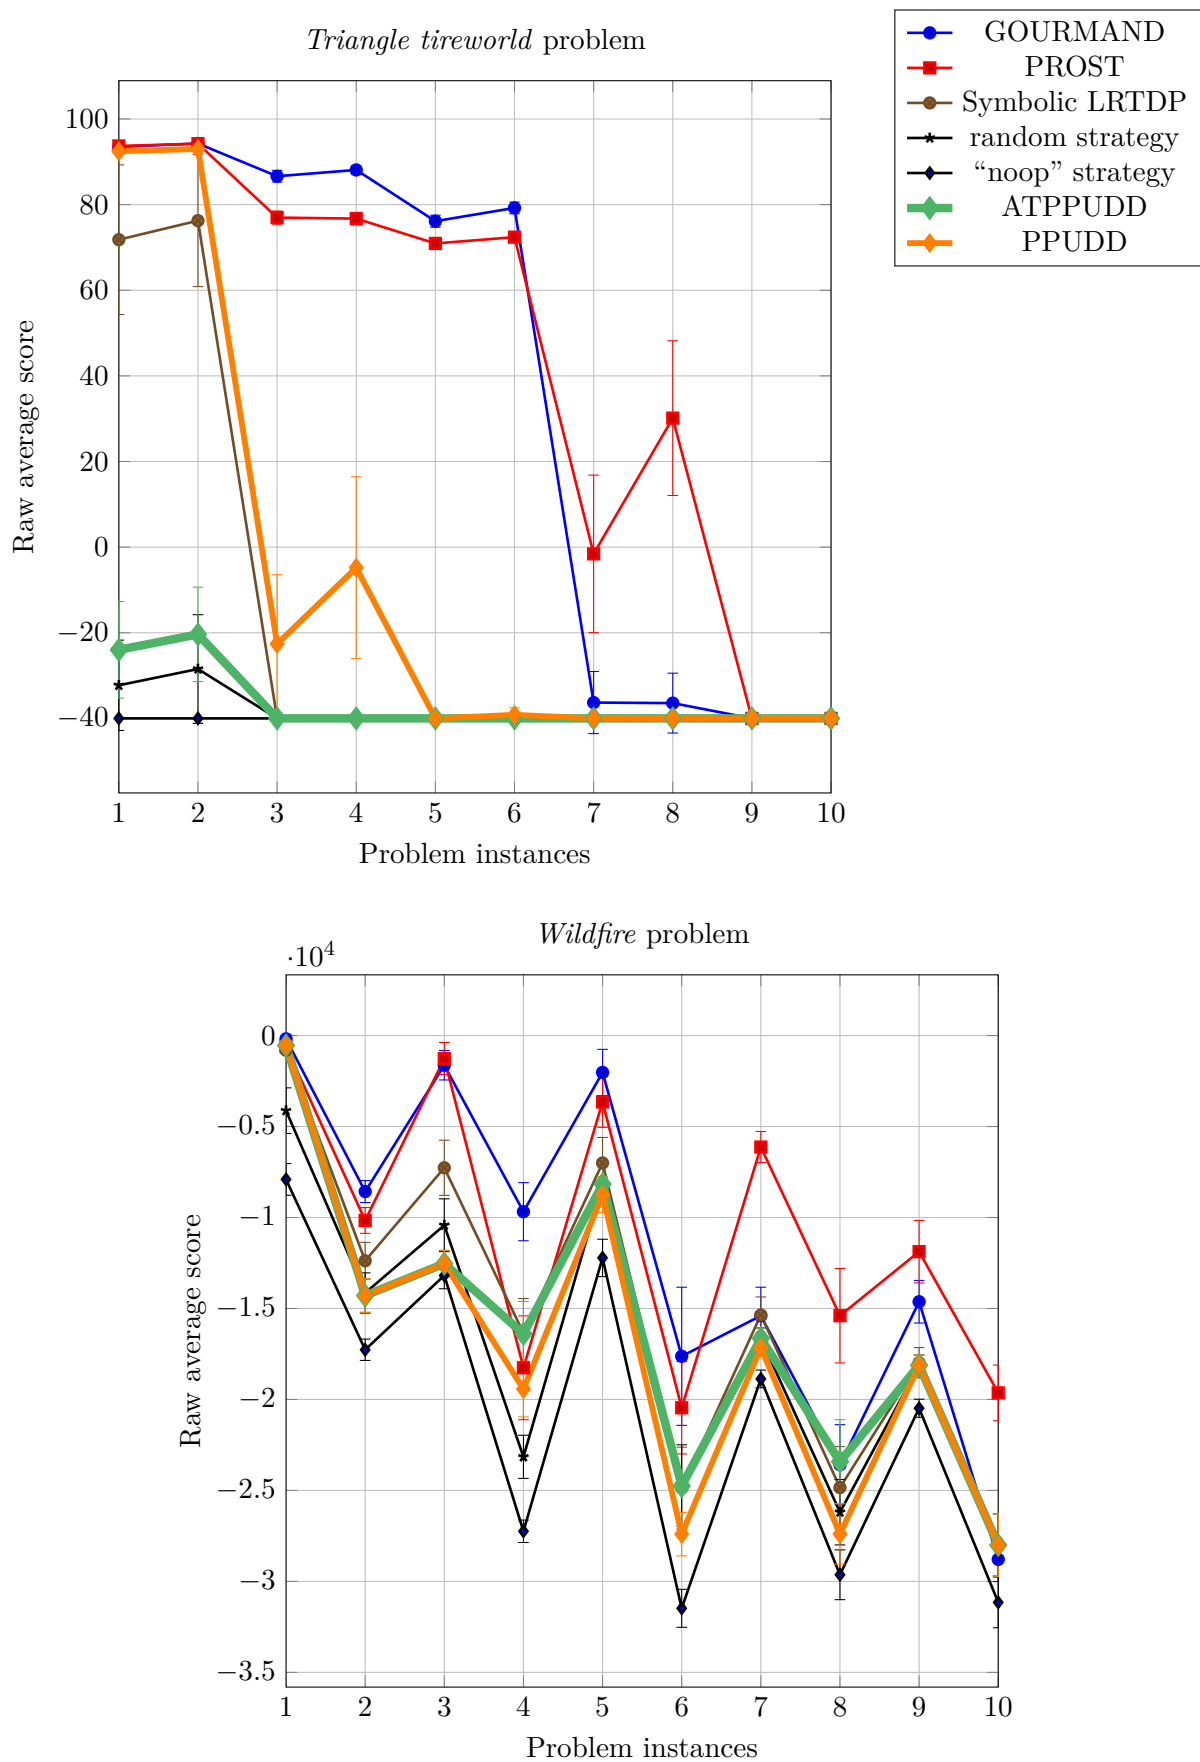 Triangle tireworld problem
GOURMAND
PROST
Symbolic LRTDP
random strategy
“noop” strategy
ATPPUDD
PPUDD
100
80
60
40
20
0
−20
−40
Raw average score
1 2 3 4 5 6 7 8 9 10
Problem instances
Wildfire problem
·10⁴
0
−0.5
−1
−1.5
−2
−2.5
−3
−3.5
Raw average score
1 2 3 4 5 6 7 8 9 10
Problem instances